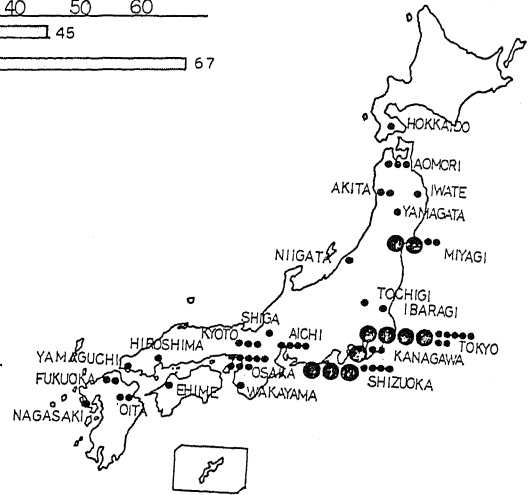 40 50 60
45
67
HOKKAIDO
AOMORI
AKITA IWATE
YAMAGATA
MIYAGI
NIIGATA
TOCHIGI
IBARAGI
SHIGA
KYOTO AICHI
TOKYO
HIROSHIMA
KANAGAWA
YAMAGUCHI
OSAKA
SHIZUOKA
FUKUOKA
EHIME WAKAYAMA
NAGASAKI OITA